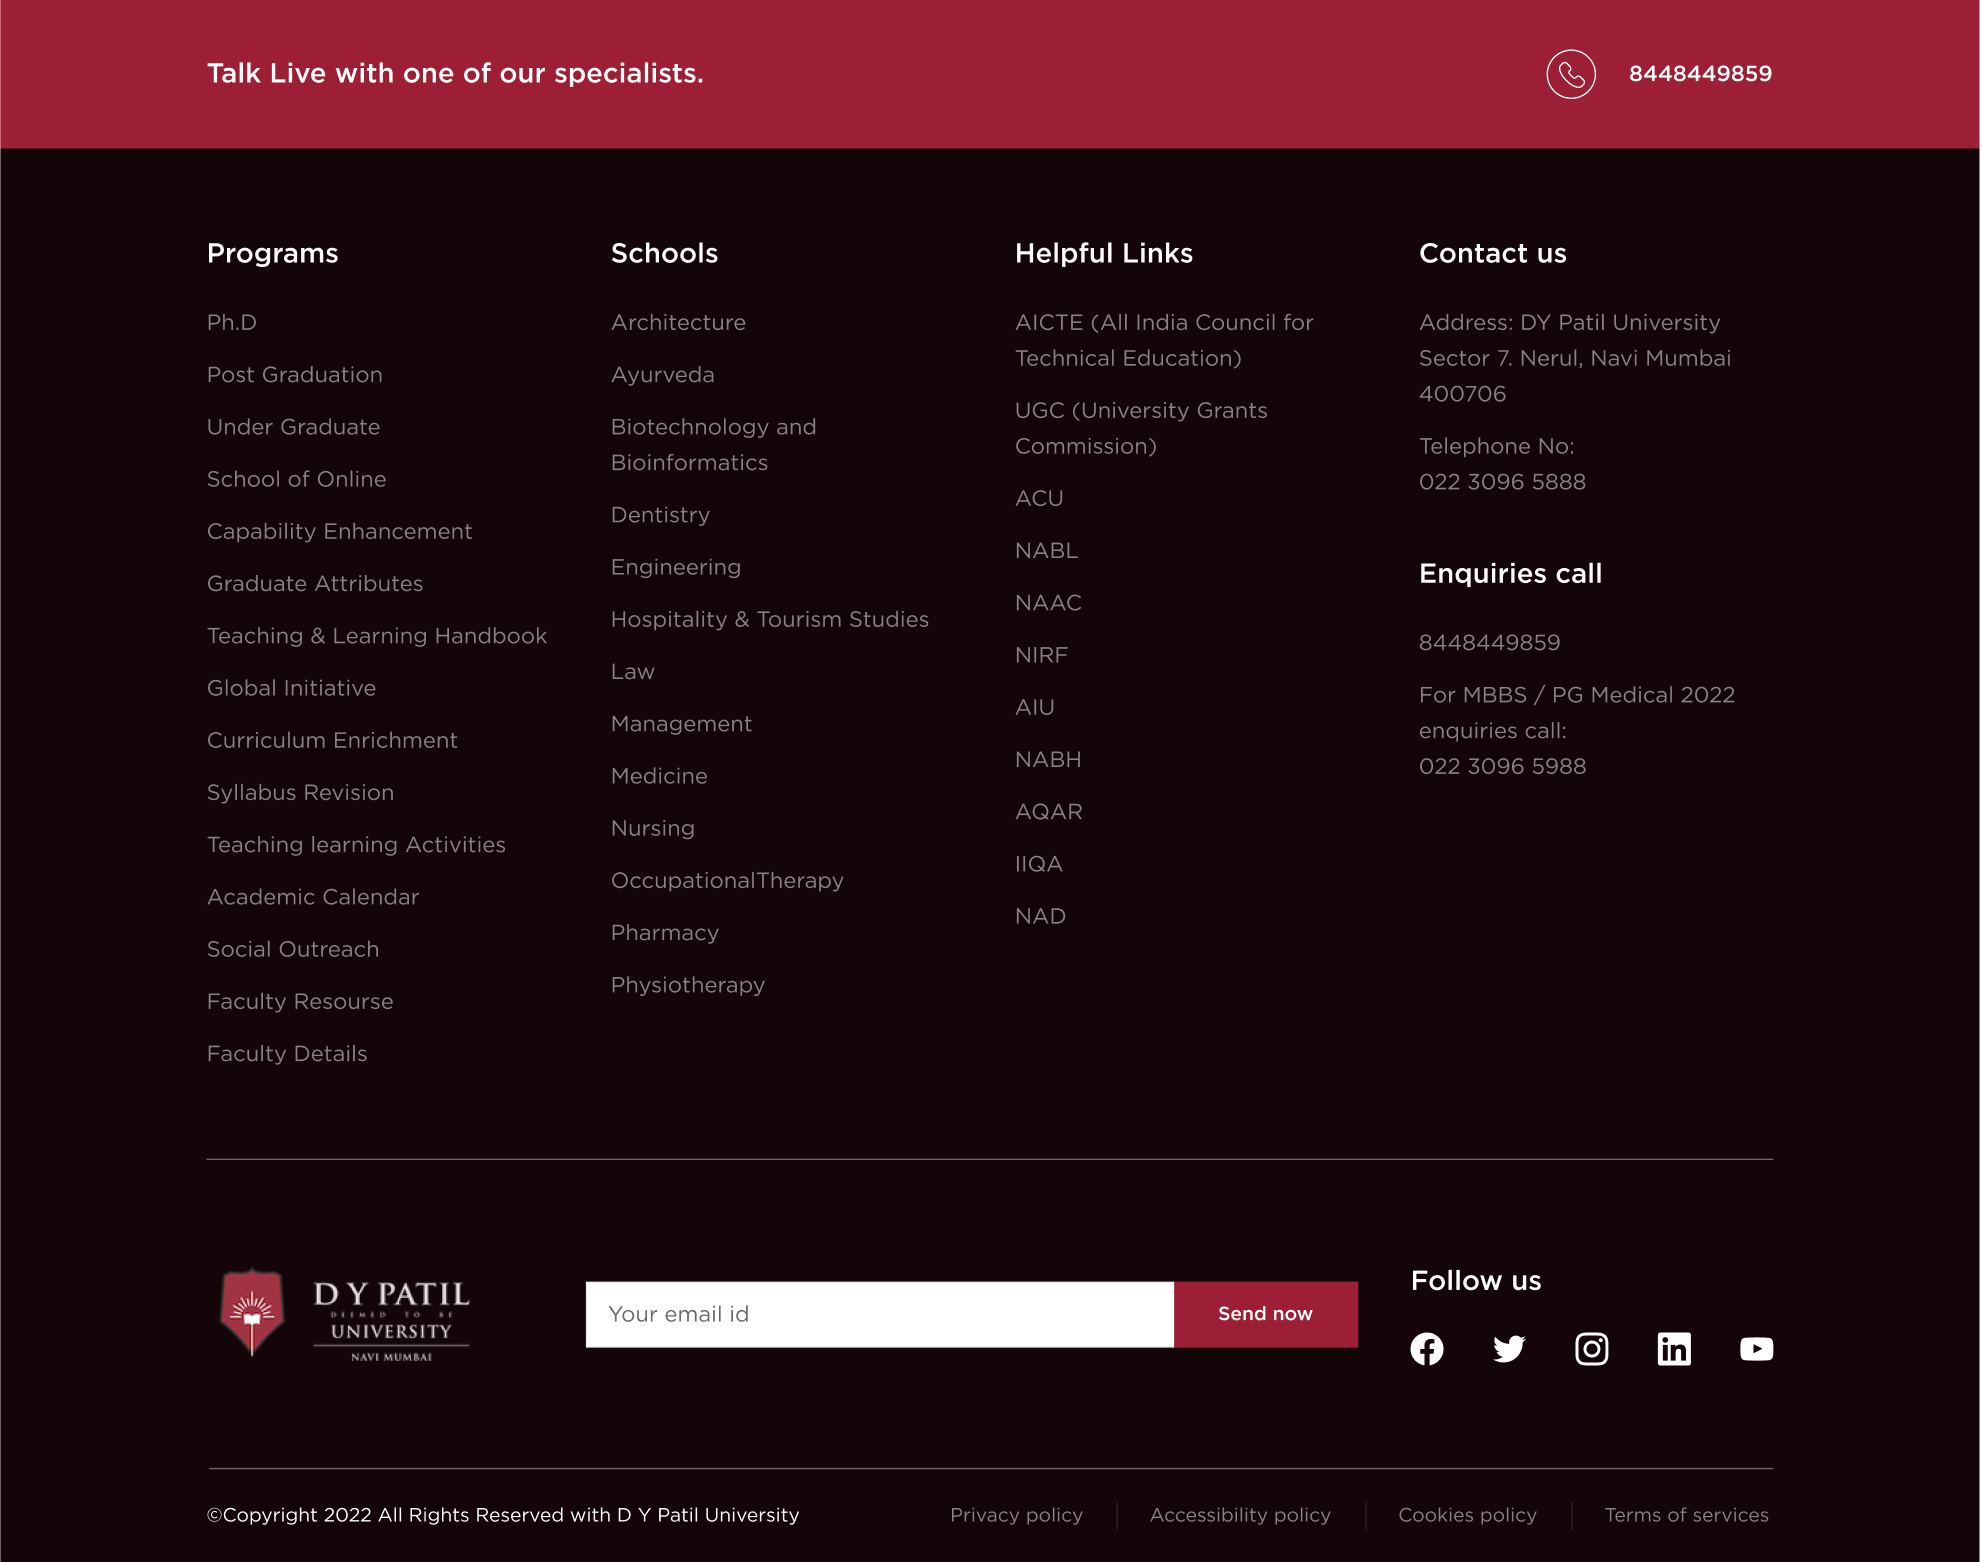 Talk Live with one of our specialists.
8448449859
Programs
Ph.D
Post Graduation
Under Graduate
School of Online
Capability Enhancement
Graduate Attributes
Teaching & Learning Handbook
Global Initiative
Curriculum Enrichment
Syllabus Revision
Teaching learning Activities
Academic Calendar
Social Outreach
Faculty Resourse
Faculty Details
Schools
Architecture
Ayurveda
Biotechnology and
Bioinformatics
Dentistry
Engineering
Hospitality & Tourism Studies
Law
Management
Medicine
Nursing
OccupationalTherapy
Pharmacy
Physiotherapy
Helpful Links
AICTE (All India Council for
Technical Education)
UGC (University Grants
Commission)
ACU
NABL
NAAC
NIRF
AIU
NABH
AQAR
IIQA
NAD
Contact us
Address: DY Patil University
Sector 7. Nerul, Navi Mumbai
400706
Telephone No:
022 3096 5888
Enquiries call
8448449859
For MBBS / PG Medical 2022
enquiries call:
022 3096 5988
D Y PATIL
DEEMED TO BE
UNIVERSITY
NAVI MUMBAI
Your email id
Send now
Follow us
©Copyright 2022 All Rights Reserved with D Y Patil University
Privacy policy
Accessibility policy
Cookies policy
Terms of services